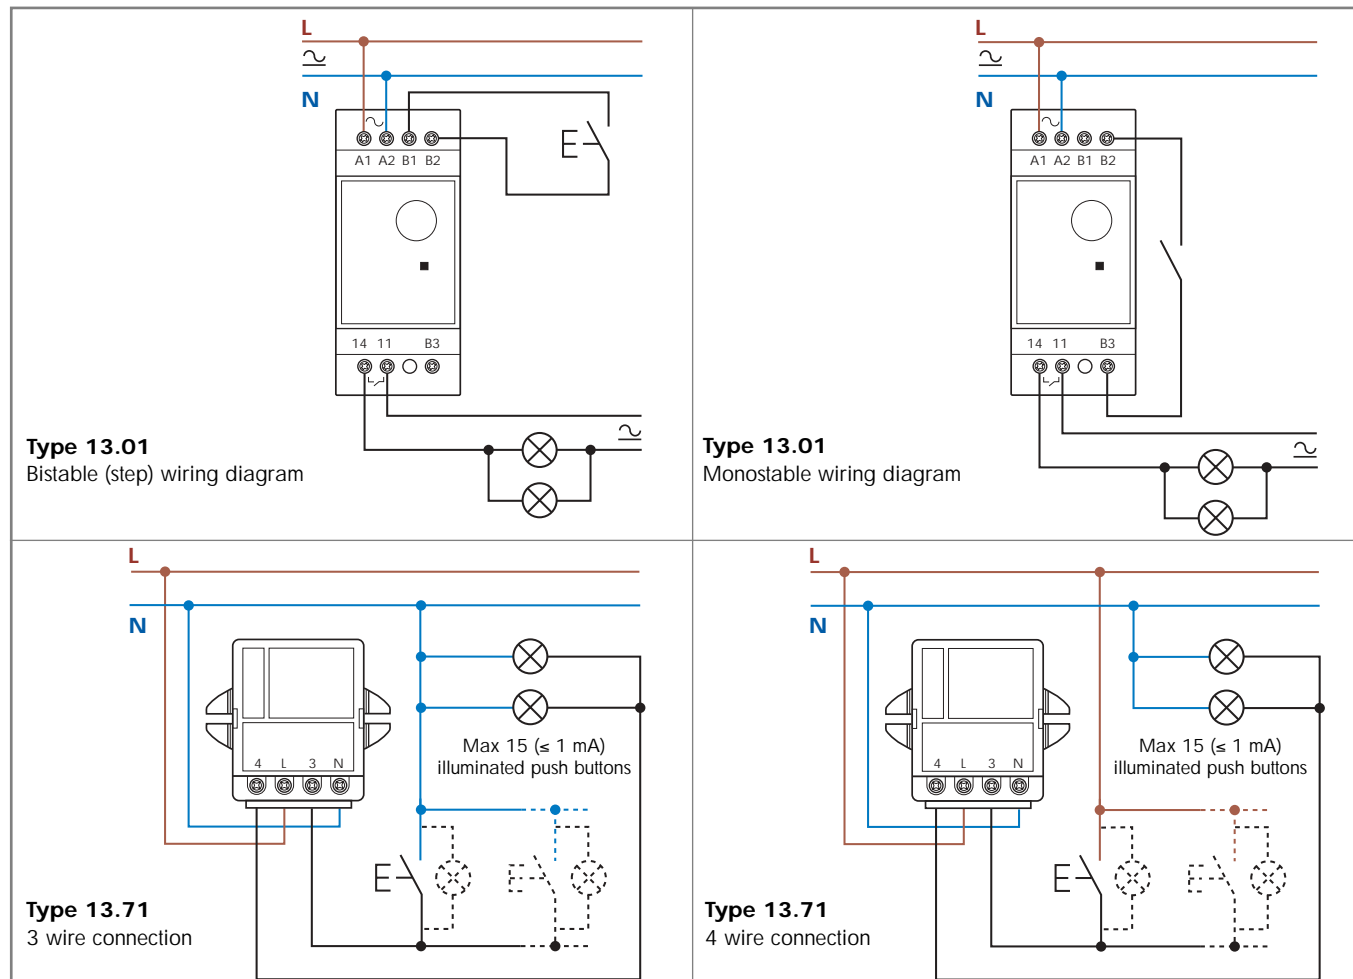 L
N
A1 A2 B1 B2
14 11 B3
Type 13.01
Bistable (step) wiring diagram
L
N
A1 A2 B1 B2
14 11 B3
Type 13.01
Monostable wiring diagram
L
N
4 L 3 N
Max 15 (≤ 1 mA)
illuminated push buttons
Type 13.71
3 wire connection
L
N
4 L 3 N
Max 15 (≤ 1 mA)
illuminated push buttons
Type 13.71
4 wire connection